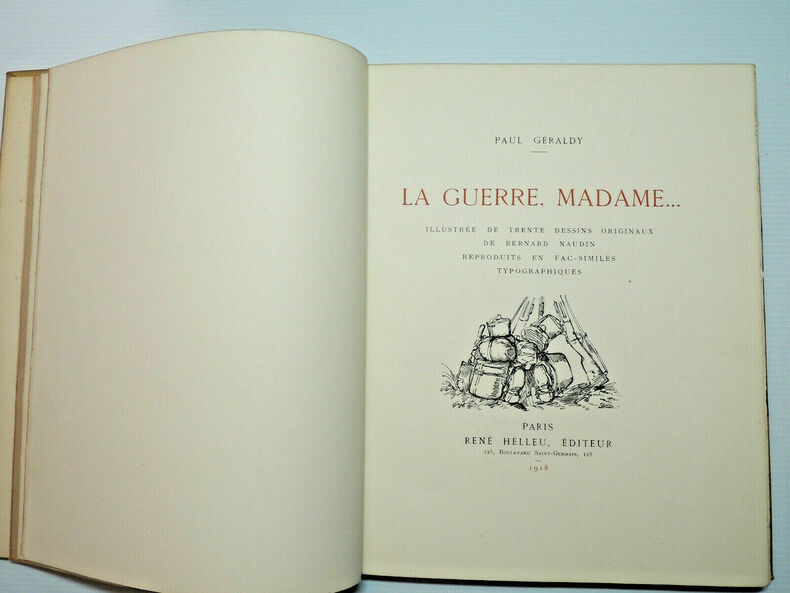 PAUL GÉRALDY
LA GUERRE, MADAME...
ILLUSTRÉE DE TRENTE DESSINS ORIGINAUX
DE BERNARD NAUDIN
REPRODUITS EN FAC-SIMILÉS
TYPOGRAPHIQUES
PARIS
RENÉ HELLEU, ÉDITEUR
125, BOULEVARD SAINT-GERMAIN, 125
1918